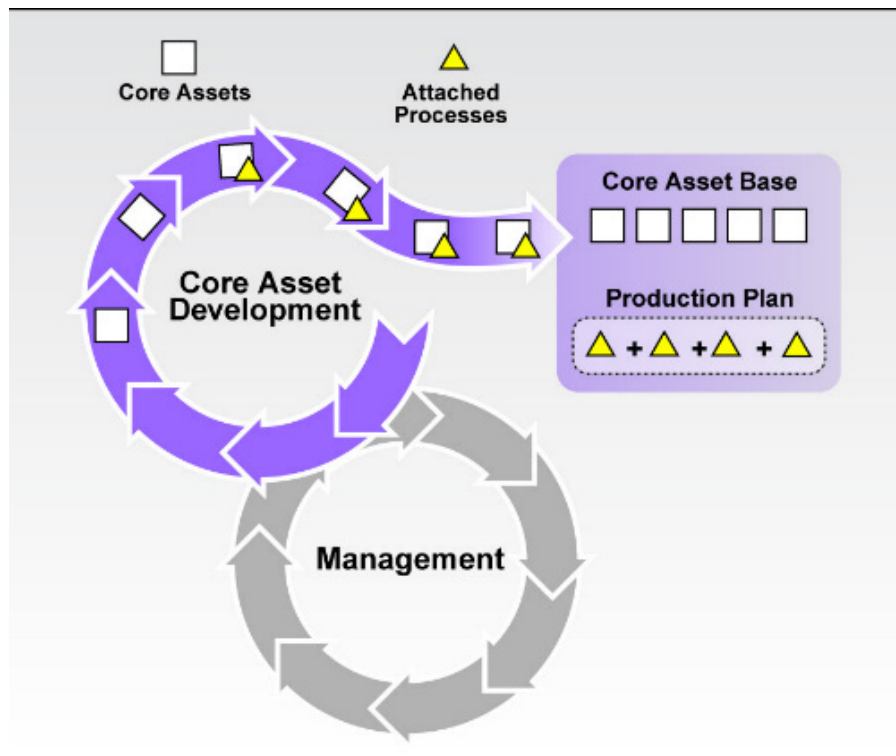 Core Assets
Attached
Processes
Core Asset Base
Core Asset
Development
Production Plan
+ + +
Management